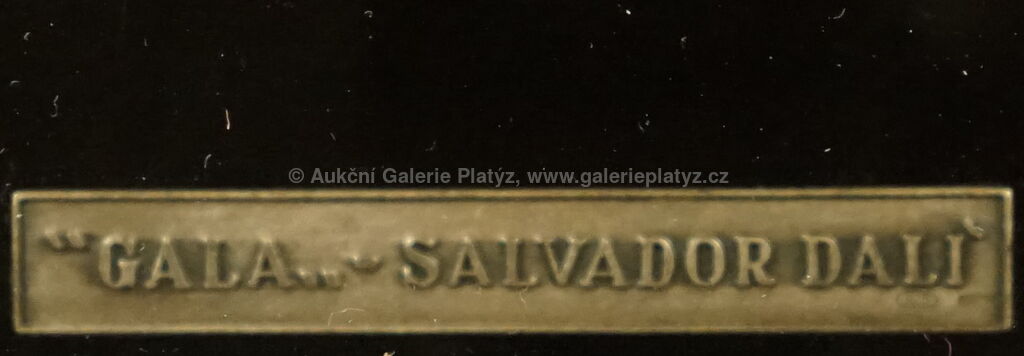 © Aukční Galerie Platýz, www.galerieplatyz.cz
"GALA..." - SALVADOR DALI'